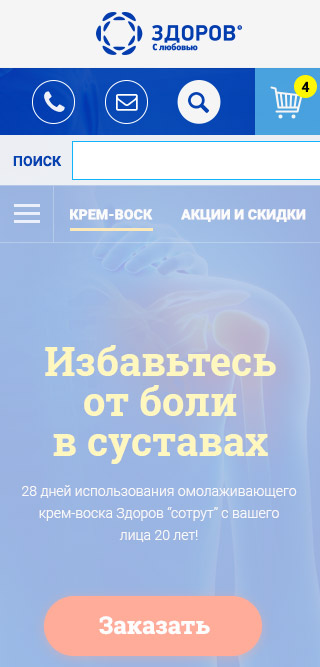 ЗДОРОВ®
С любовью
4
ПОИСК
КРЕМ-ВОСК
АКЦИИ И СКИДКИ
Избавьтесь
от боли
в суставах
28 дней использования омолаживающего
крем-воска Здоров "сотрут" с вашего
лица 20 лет!
Заказать